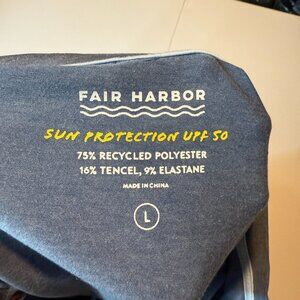 FAIR HARBOR
SUN PROTECTION UPF 50
75% RECYCLED POLYESTER
16% TENCEL, 9% ELASTANE
MADE IN CHINA
L